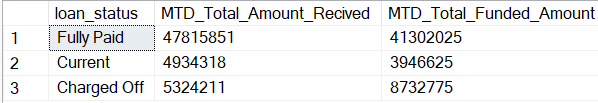 loan_status MTD_Total_Amount_Recived MTD_Total_Funded_Amount
1 Fully Paid 47815851 41302025
2 Current 4934318 3946625
3 Charged Off 5324211 8732775